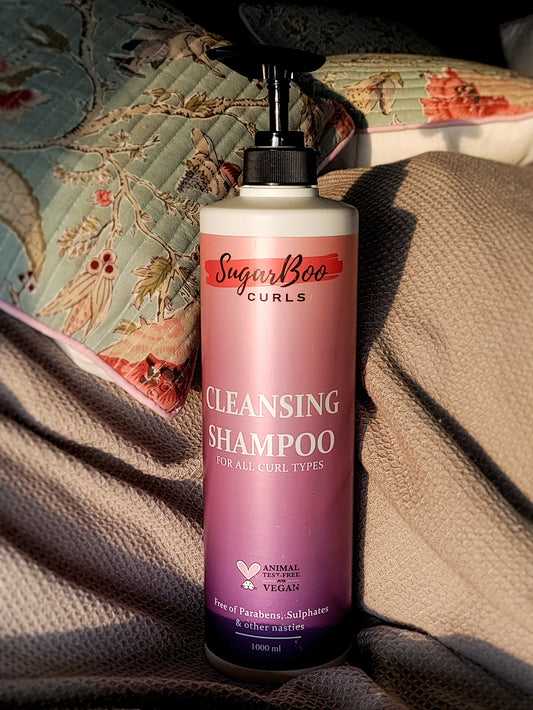 SugarBoo
CURLS
CLEANSING
SHAMPOO
FOR ALL CURL TYPES
ANIMAL
TEST-FREE
VEGAN
Free of Parabens, Sulphates
& other nasties
1000 ml